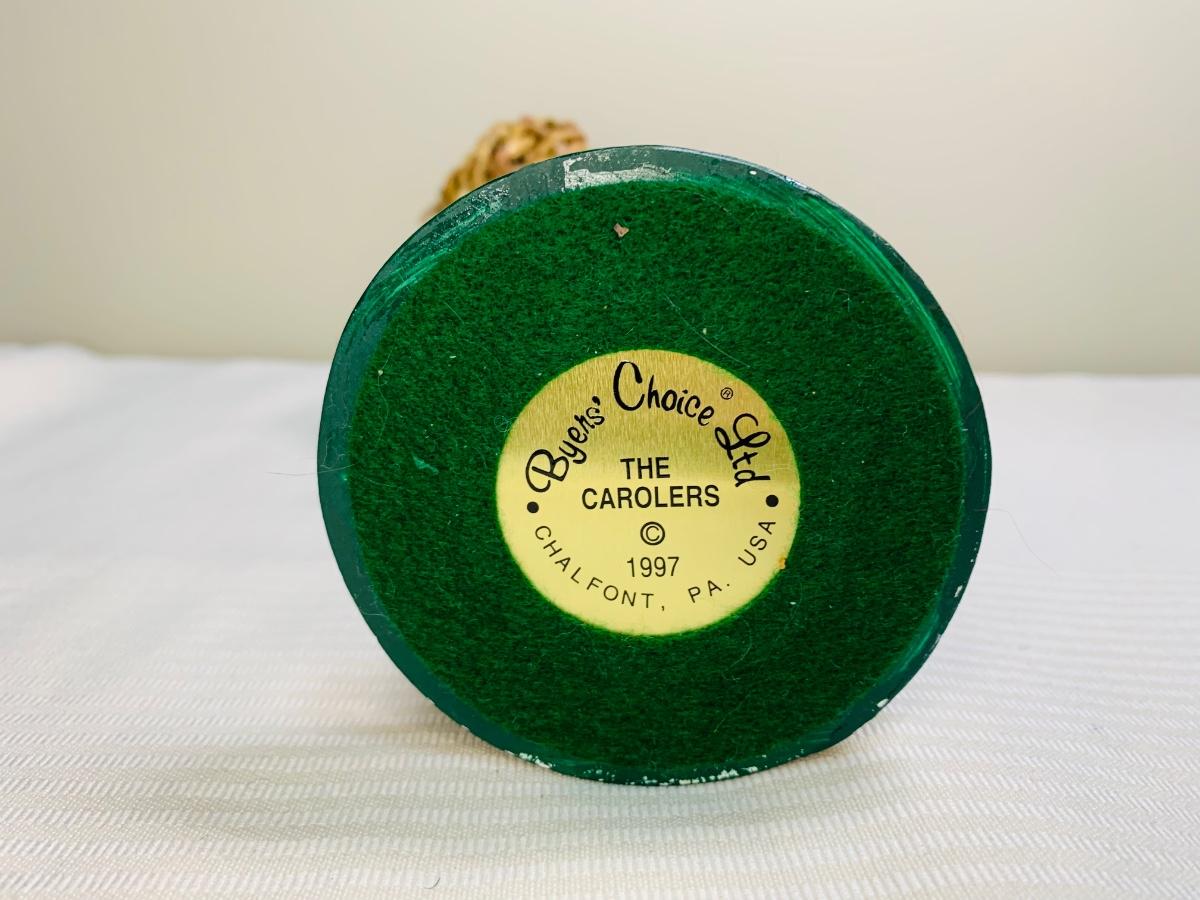 Byers' Choice® Ltd
THE
CAROLERS
©
1997
CHALFONT, PA. USA